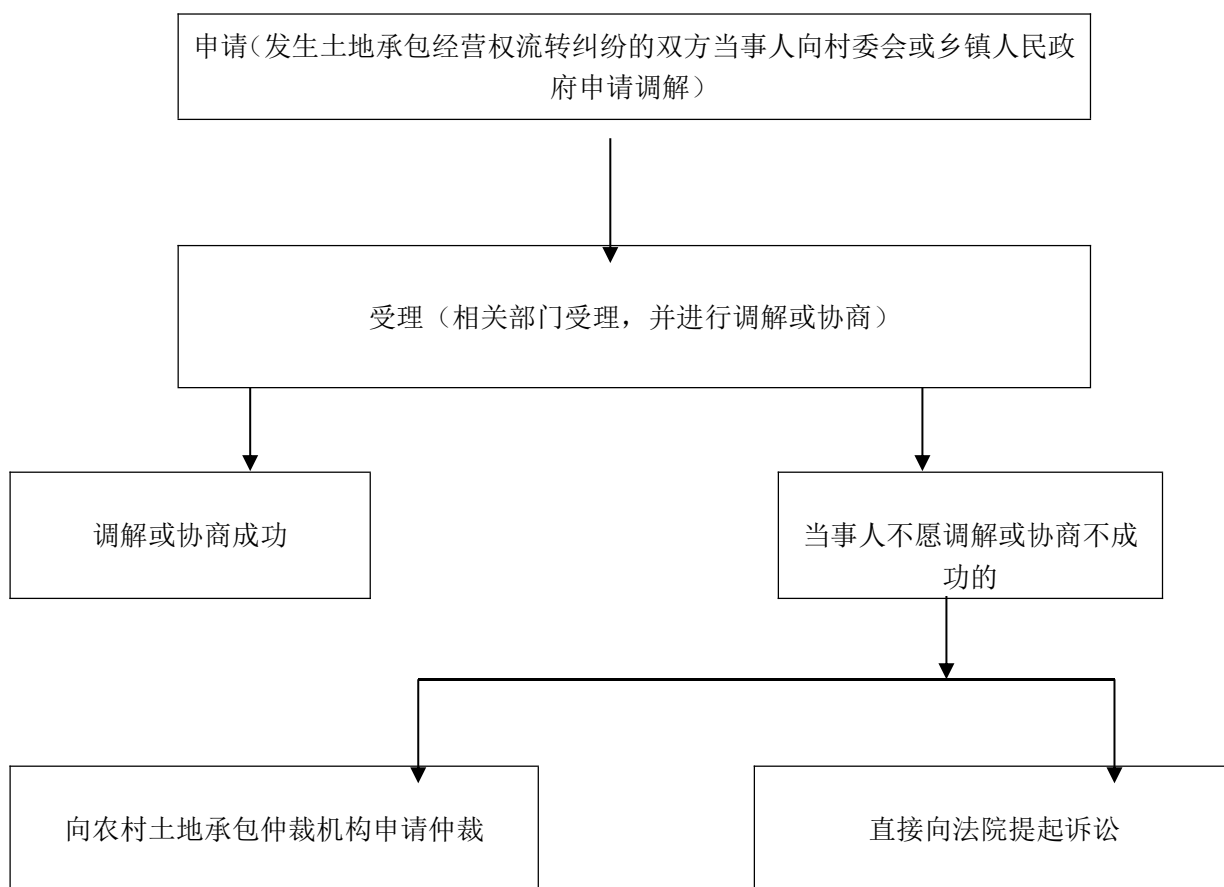 申请（发生土地承包经营权流转纠纷的双方当事人向村委会或乡镇人民政
府申请调解）
受理（相关部门受理，并进行调解或协商）
调解或协商成功
当事人不愿调解或协商不成
功的
向农村土地承包仲裁机构申请仲裁
直接向法院提起诉讼